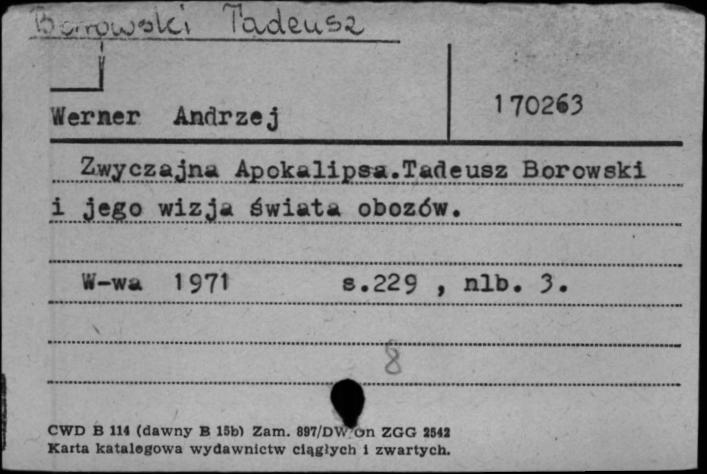 Borowski Tadeusz
Werner Andrzej 170263
Zwyczajna Apokalipsa.Tadeusz Borowski
i jego wizja świata obozów.
W-wa 1971 s.229 , nlb. 3.
8
CWD B 114 (dawny B 15b) Zam. 897/DW/On ZGG 2542
Karta katalogowa wydawnictw ciągłych i zwartych.